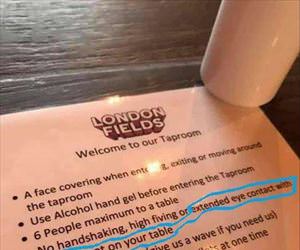 LONDON
FIELDS
Welcome to our Taproom
• A face covering when entering, exiting or moving around
the taproom
• Use Alcohol hand gel before entering the Taproom
• 6 People maximum to a table
• No handshaking, high fiving or extended eye contact with
on your table
us a wave if you need us)
at one time